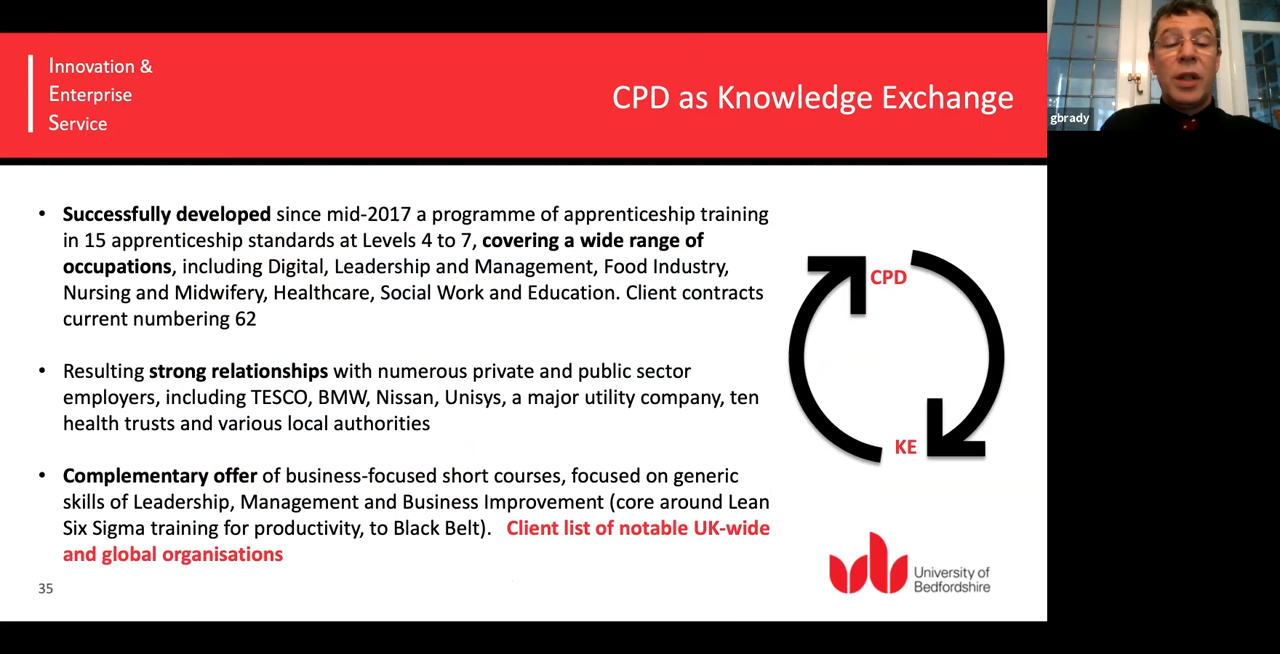 Innovation &
Enterprise
Service
CPD as Knowledge Exchange
gbrady
• Successfully developed since mid-2017 a programme of apprenticeship training
in 15 apprenticeship standards at Levels 4 to 7, covering a wide range of
occupations, including Digital, Leadership and Management, Food Industry,
Nursing and Midwifery, Healthcare, Social Work and Education. Client contracts
current numbering 62
• Resulting strong relationships with numerous private and public sector
employers, including TESCO, BMW, Nissan, Unisys, a major utility company, ten
health trusts and various local authorities
• Complementary offer of business-focused short courses, focused on generic
skills of Leadership, Management and Business Improvement (core around Lean
Six Sigma training for productivity, to Black Belt). Client list of notable UK-wide
and global organisations
CPD
KE
35
University of
Bedfordshire